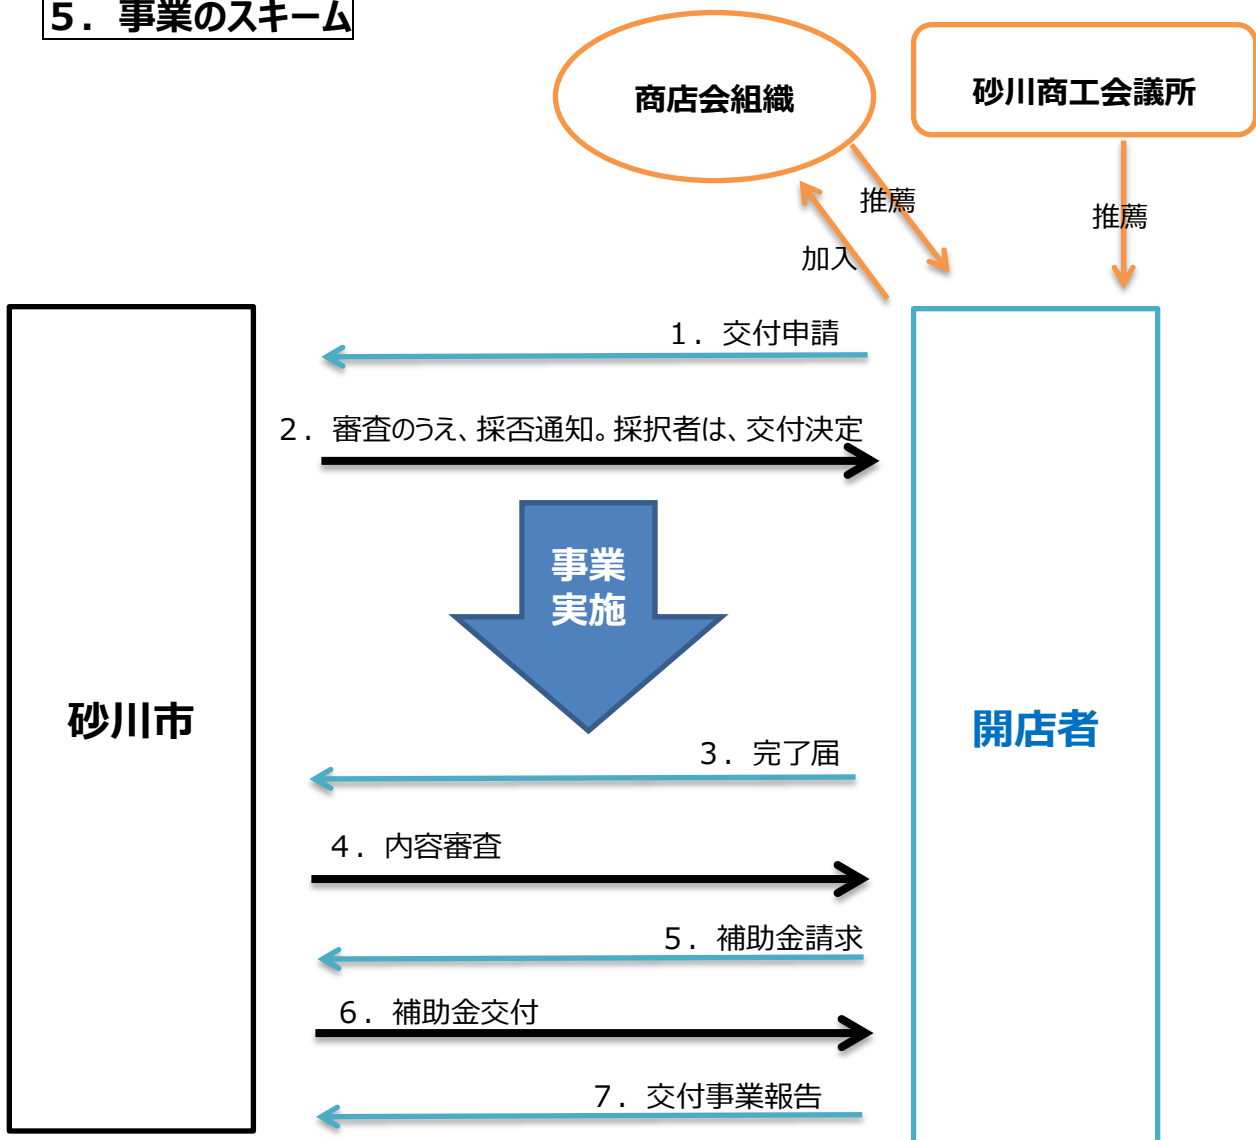 ５．事業のスキーム
商店会組織
砂川商工会議所
推薦
推薦
加入
１．交付申請
２．審査のうえ、採否通知。採択者は、交付決定
事業
実施
砂川市
開店者
３．完了届
４．内容審査
５．補助金請求
６．補助金交付
７．交付事業報告